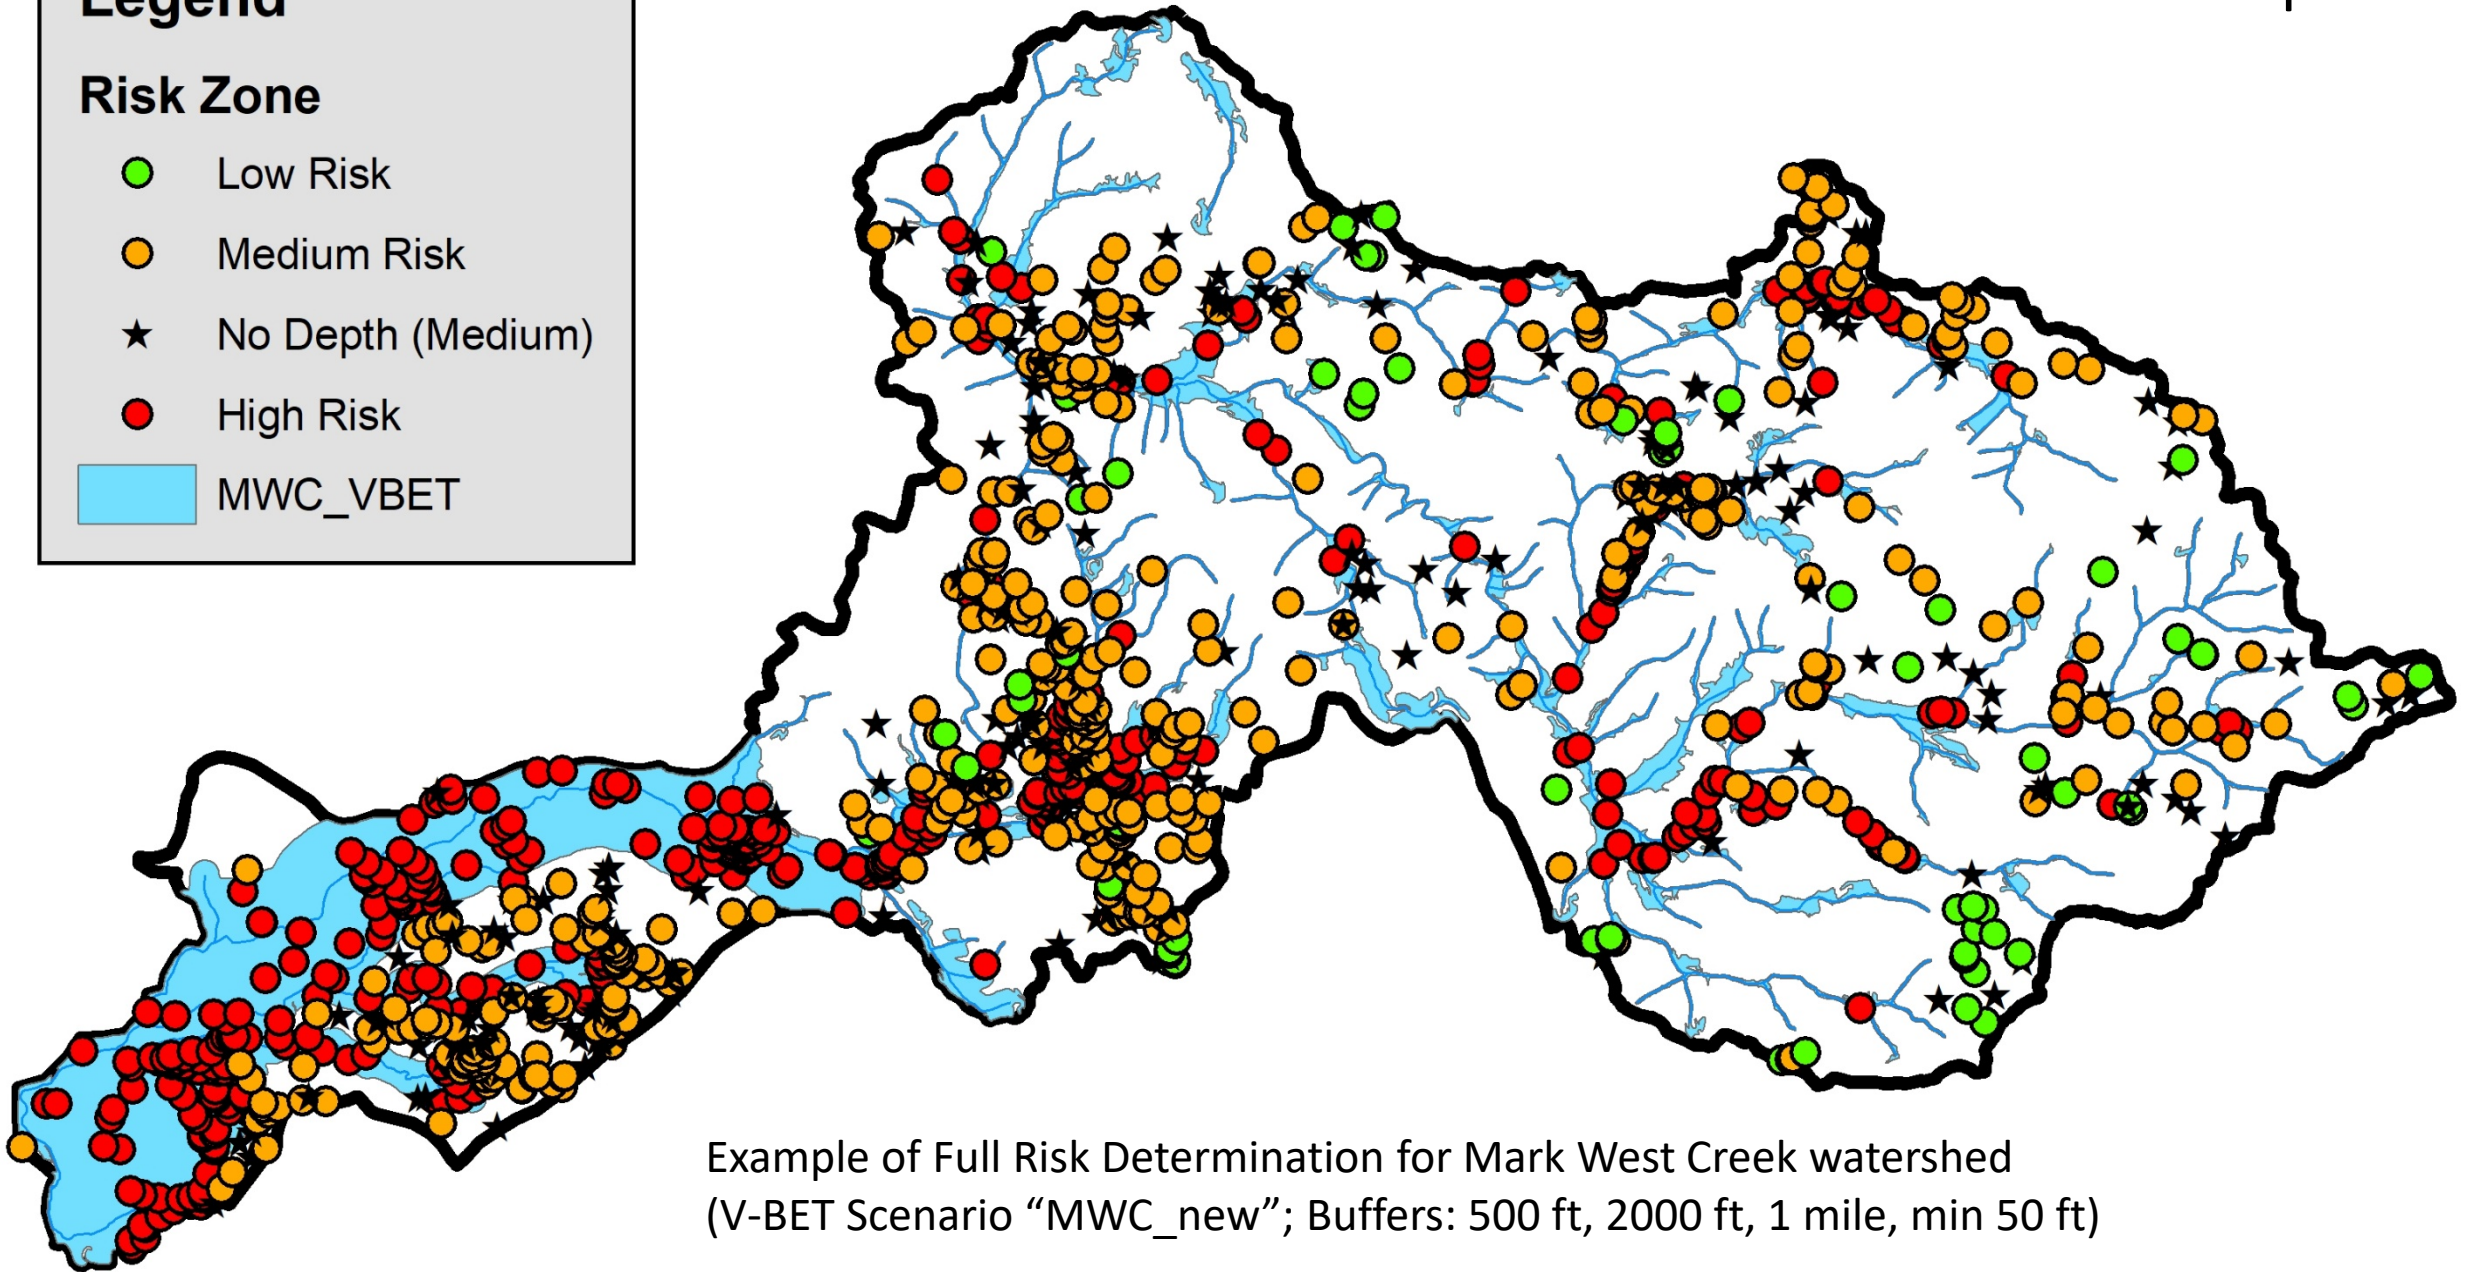 Legend
Risk Zone
Low Risk
Medium Risk
No Depth (Medium)
High Risk
MWC_VBET
Example of Full Risk Determination for Mark West Creek watershed
(V-BET Scenario “MWC_new”; Buffers: 500 ft, 2000 ft, 1 mile, min 50 ft)